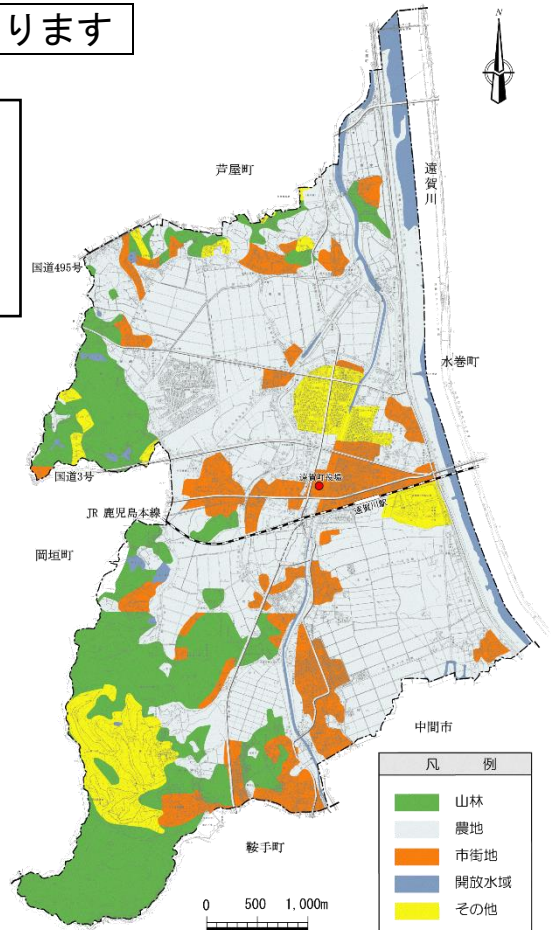 ります
N
芦屋町
遠賀川
国道495号
水巻町
国道3号
遠賀町役場
遠賀川駅
JR 鹿児島本線
岡垣町
中間市
鞍手町
凡 例
山林
農地
市街地
開放水域
その他
0 500 1,000m